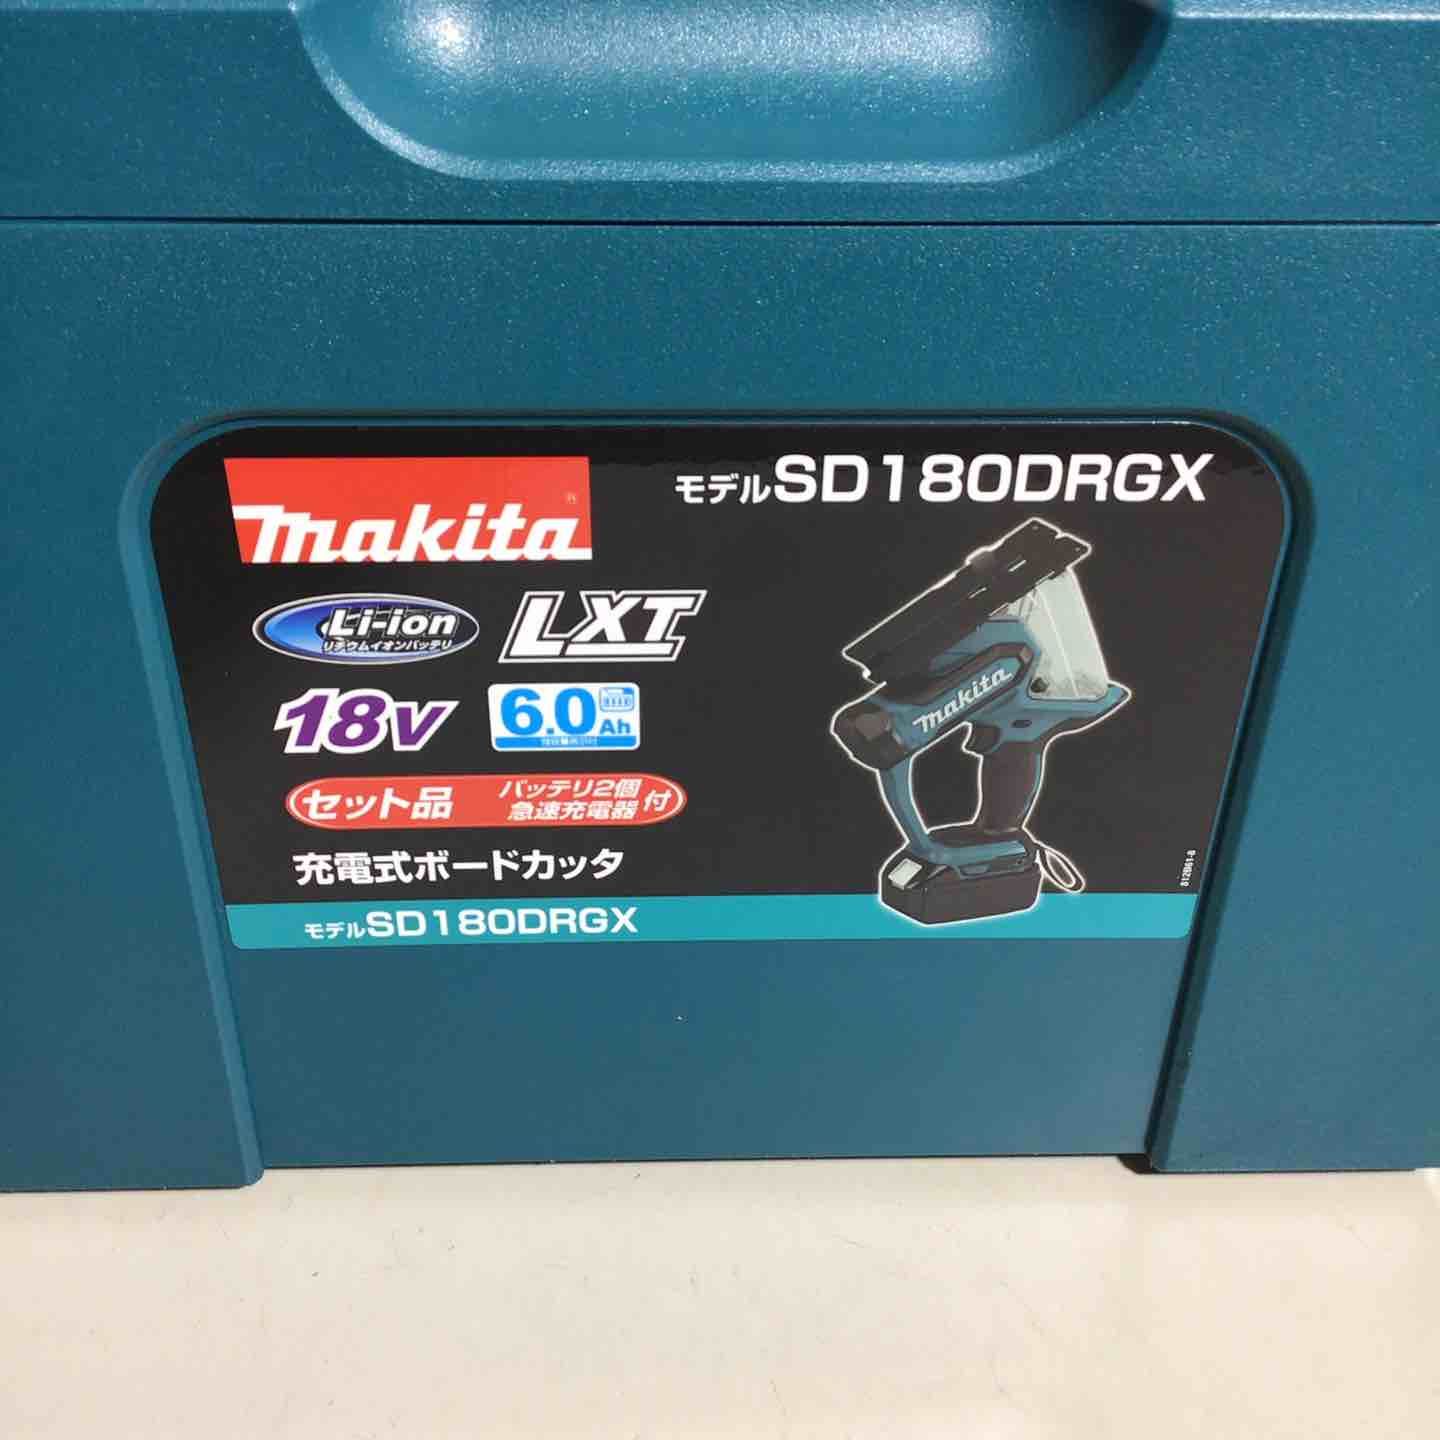 makita®
モデルSD180DRGX
Li-ion
リチウムイオンバッテリ
LXT
18V
6.0Ah
セット品 バッテリ2個 急速充電器 付
充電式ボードカッタ
モデルSD180DRGX
makita